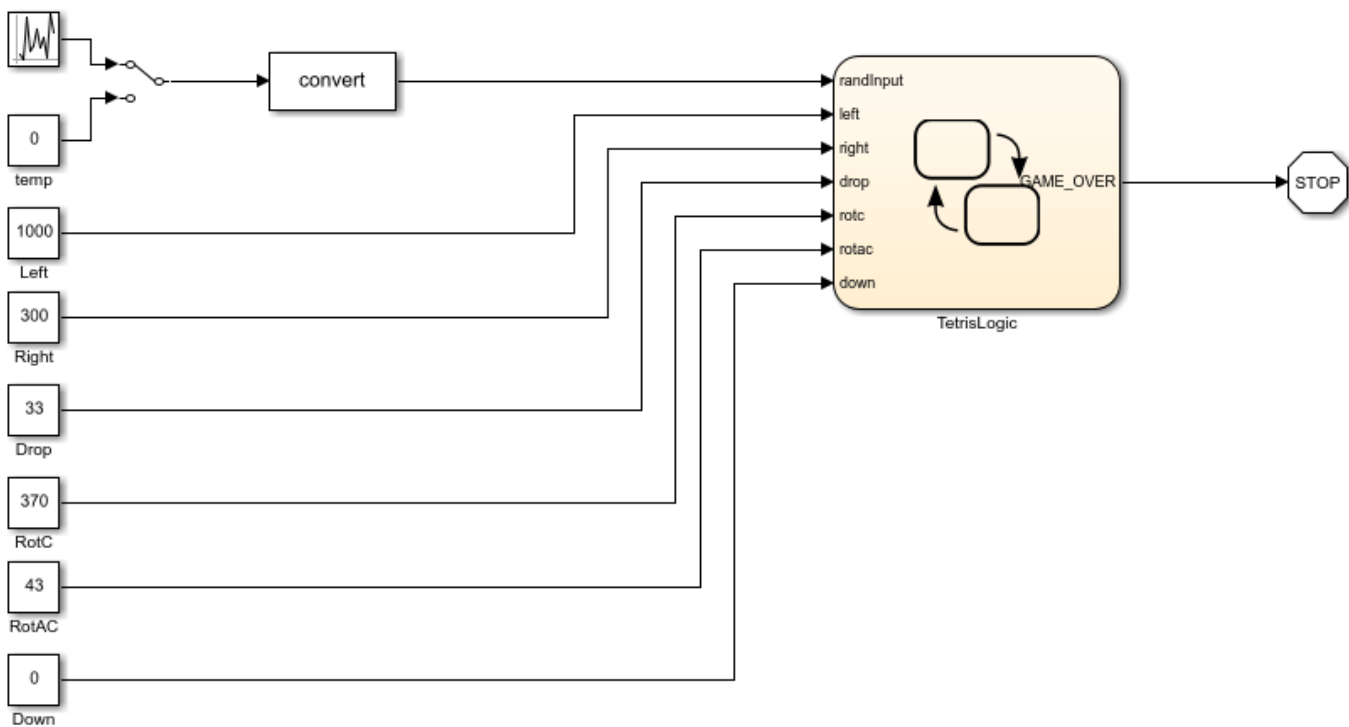 convert
0
temp
1000
Left
300
Right
33
Drop
370
RotC
43
RotAC
0
Down
randInput
left
right
drop
rotc
rotac
down
GAME_OVER
TetrisLogic
STOP